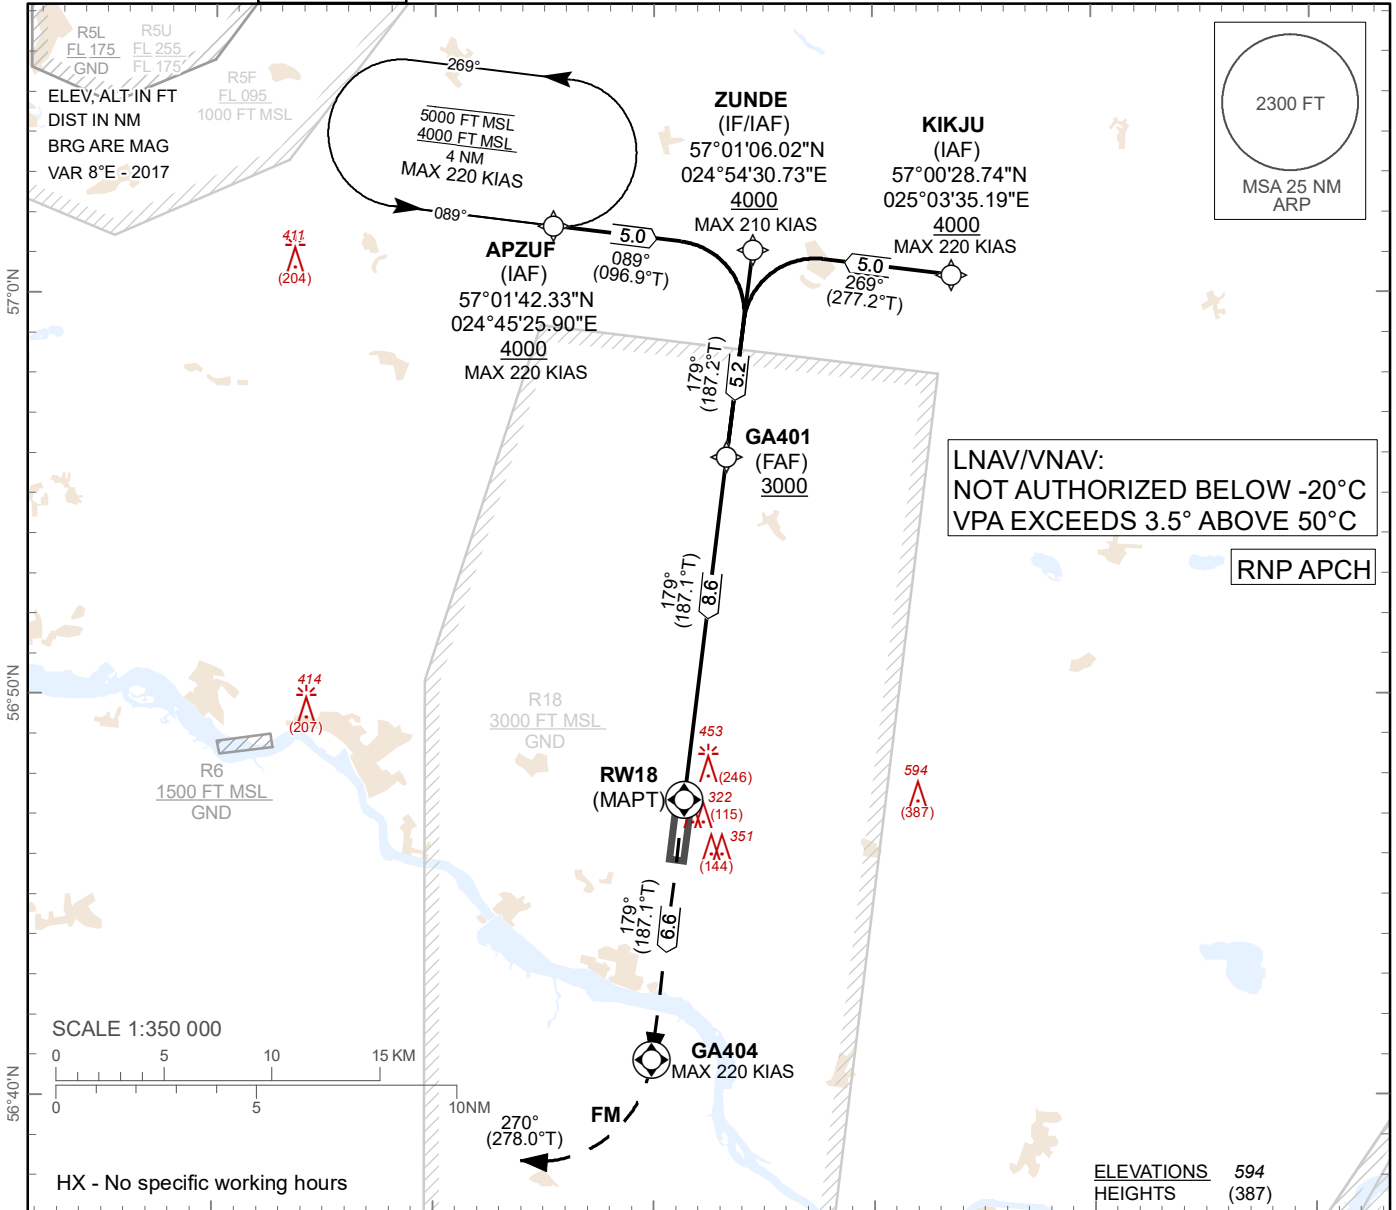 R5L
FL 175
GND
R5U
FL 255
FL 175
R5F
FL 095
1000 FT MSL
ELEV, ALT IN FT
DIST IN NM
BRG ARE MAG
VAR 8°E - 2017
269°
5000 FT MSL
4000 FT MSL
4 NM
MAX 220 KIAS
089°
ZUNDE
(IF/IAF)
57°01'06.02"N
024°54'30.73"E
4000
MAX 210 KIAS
KIKJU
(IAF)
57°00'28.74"N
025°03'35.19"E
4000
MAX 220 KIAS
2300 FT
MSA 25 NM
ARP
411
(204)
APZUF
(IAF)
57°01'42.33"N
024°45'25.90"E
4000
MAX 220 KIAS
5.0
089°
(096.9°T)
5.0
269°
(277.2°T)
57°0'N
179°
(187.2°T)
5.2
GA401
(FAF)
3000
LNAV/VNAV:
NOT AUTHORIZED BELOW -20°C
VPA EXCEEDS 3.5° ABOVE 50°C
RNP APCH
179°
(187.1°T)
8.6
56°50'N
414
(207)
R18
3000 FT MSL
GND
R6
1500 FT MSL
GND
453
(246)
RW18
(MAPT)
322
(115)
351
(144)
594
(387)
179°
(187.1°T)
6.6
SCALE 1:350 000
0 5 10 15 KM
0 5 10NM
56°40'N
GA404
MAX 220 KIAS
FM
270°
(278.0°T)
HX - No specific working hours
ELEVATIONS 594
HEIGHTS (387)